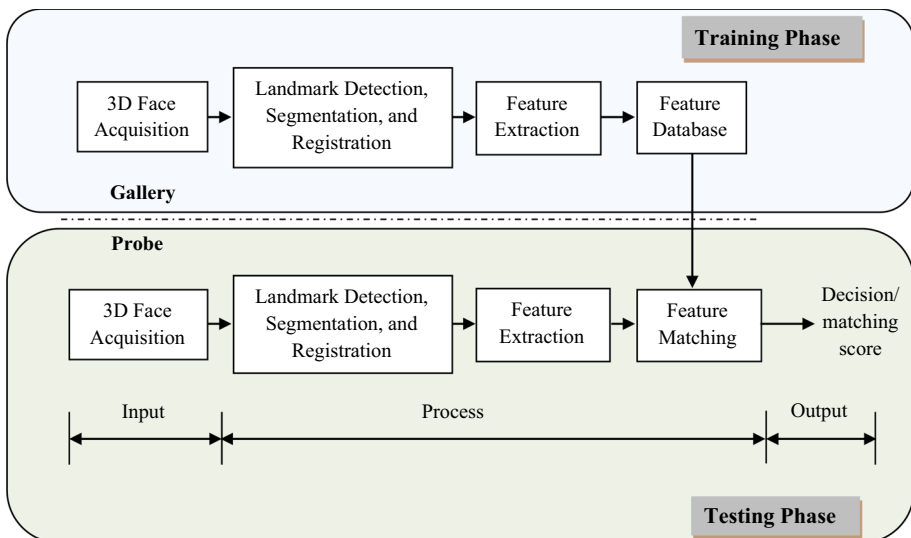 Training Phase
3D Face
Acquisition
Landmark Detection,
Segmentation, and
Registration
Feature
Extraction
Feature
Database
Gallery
Probe
3D Face
Acquisition
Landmark Detection,
Segmentation, and
Registration
Feature
Extraction
Feature
Matching
Decision/
matching
score
Input
Process
Output
Testing Phase